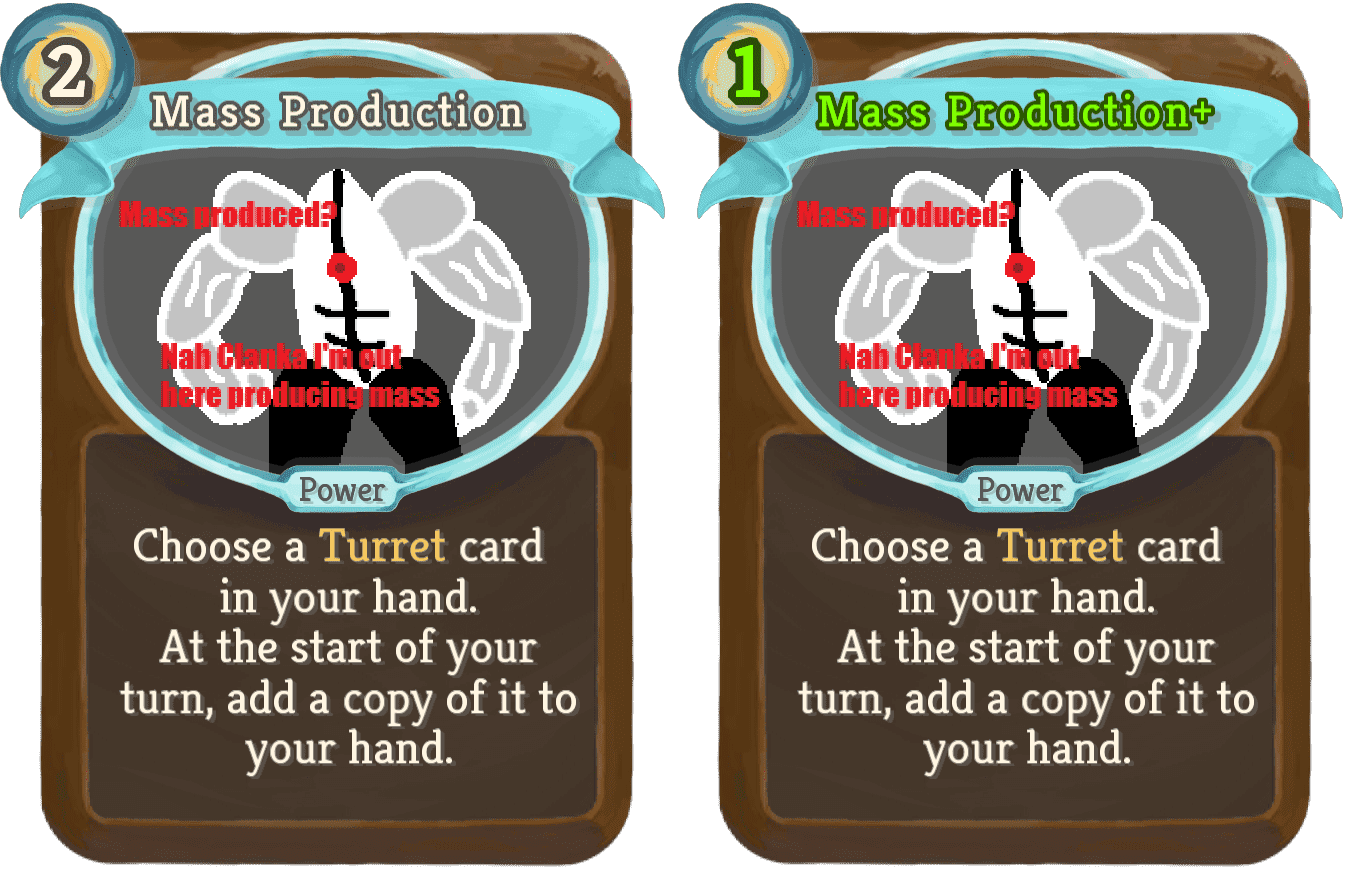 2
Mass Production
Mass produced?
Nah Clanka I'm out
here producing mass
Power
Choose a Turret card
in your hand.
At the start of your
turn, add a copy of it to
your hand.
1
Mass Production+
Mass produced?
Nah Clanka I'm out
here producing mass
Power
Choose a Turret card
in your hand.
At the start of your
turn, add a copy of it to
your hand.